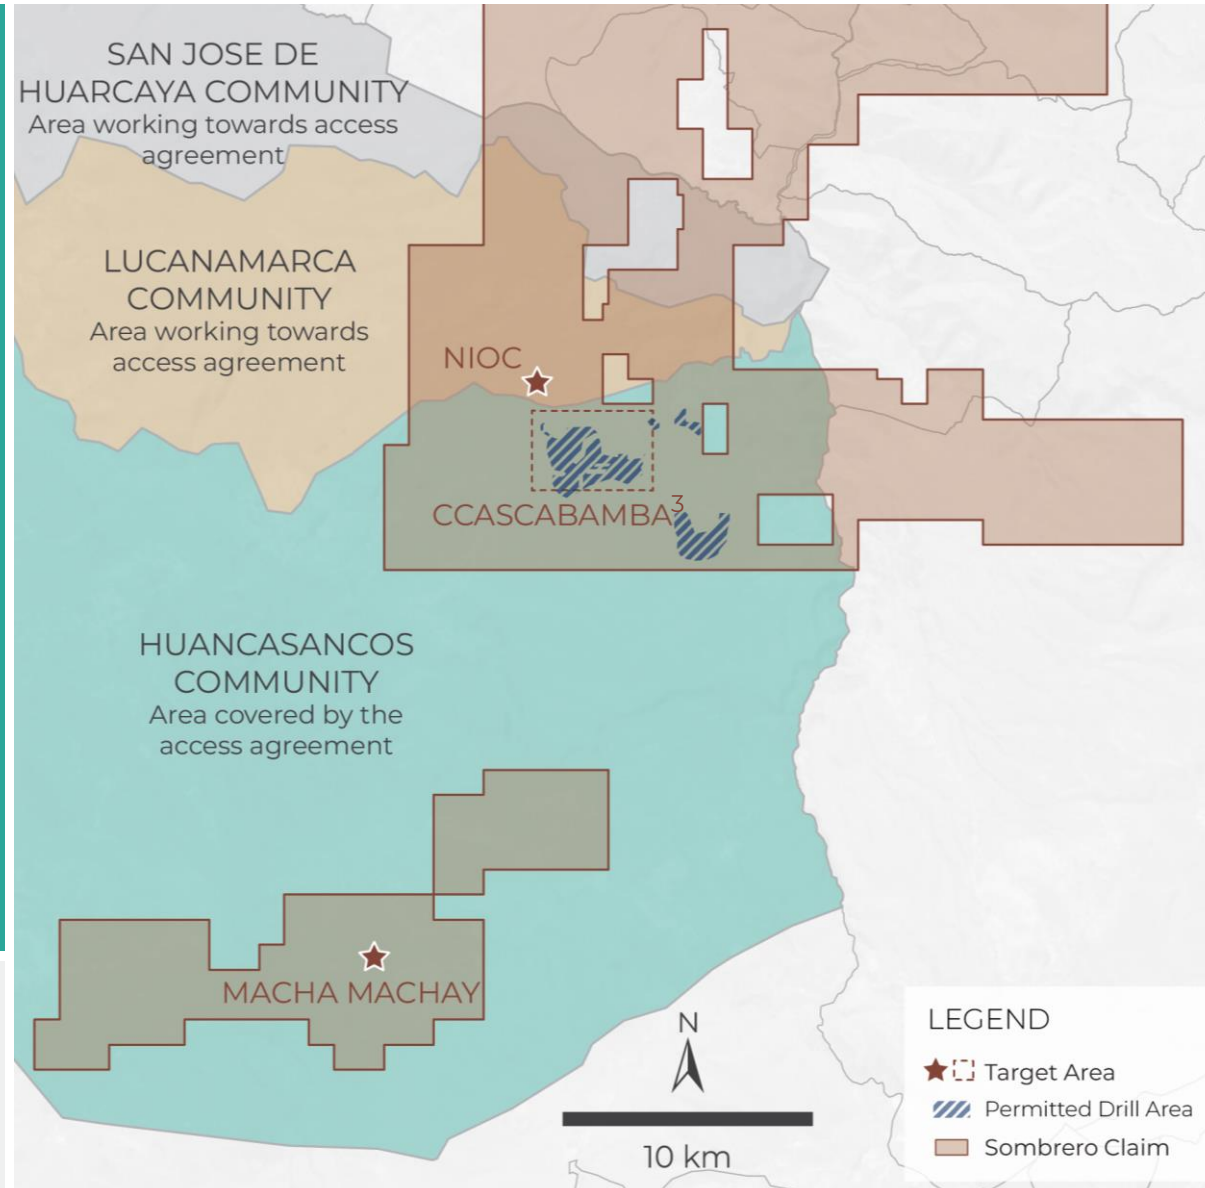 SAN JOSE DE
HUARCAYA COMMUNITY
Area working towards access
agreement
LUCANAMARCA
COMMUNITY
Area working towards
access agreement
NIOC
CCASCABAMBA3
HUANCASANCOS
COMMUNITY
Area covered by the
access agreement
MACHA MACHAY
N
10 km
LEGEND
Target Area
Permitted Drill Area
Sombrero Claim